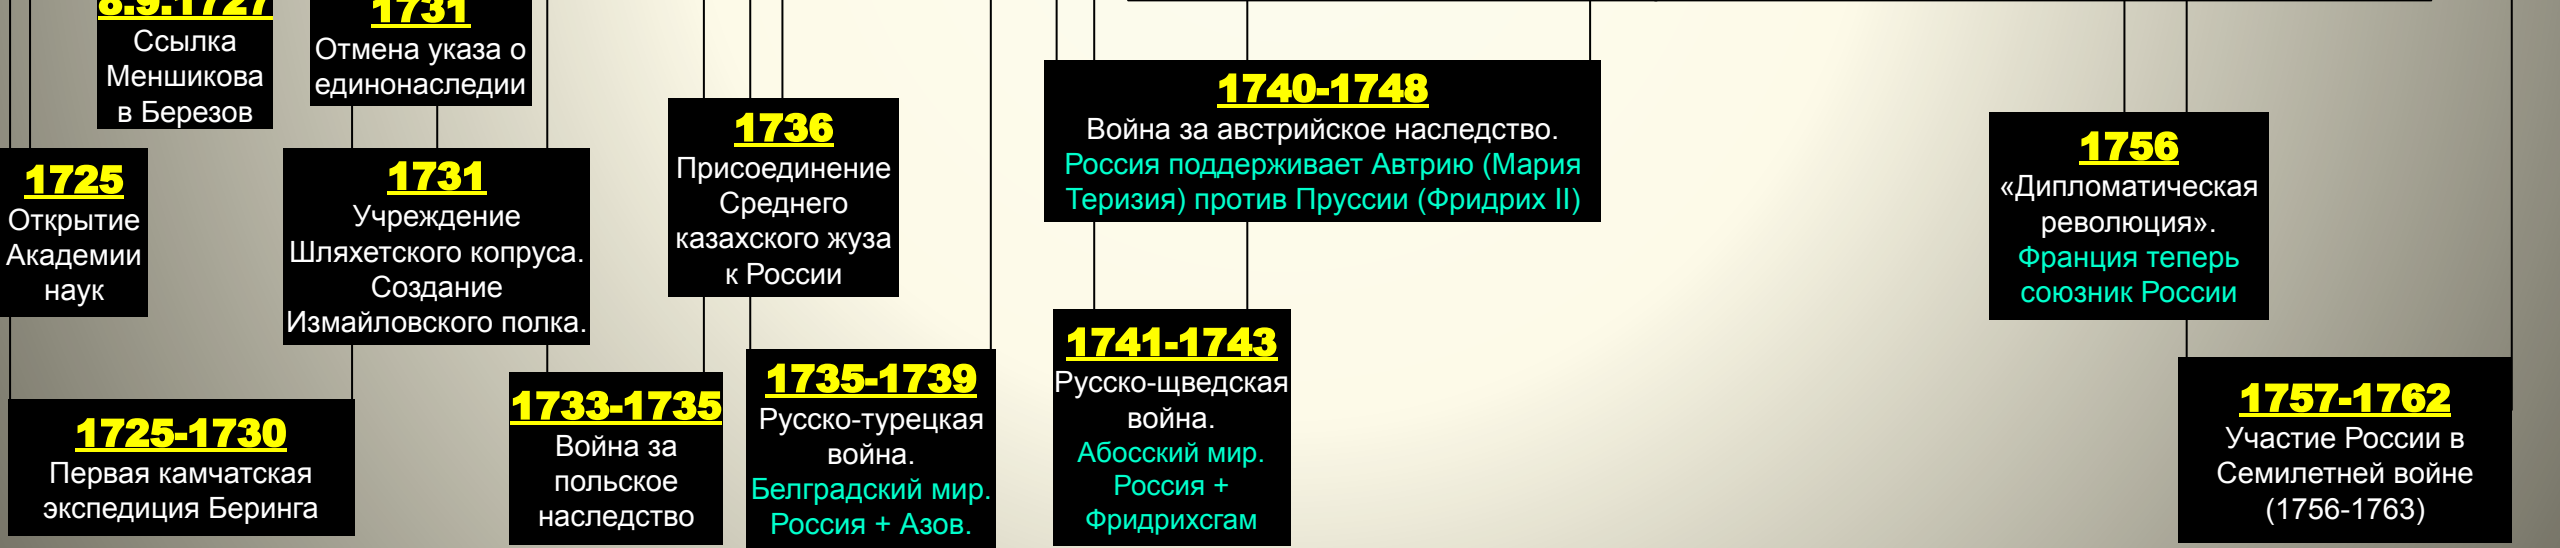 8.9.1727
Ссылка
Меншикова
в Березов
1731
Отмена указа о
единонаследии
1725
Открытие
Академии
наук
1731
Учреждение
Шляхетского копруса.
Создание
Измайловского полка.
1725-1730
Первая камчатская
экспедиция Беринга
1733-1735
Война за
польское
наследство
1736
Присоединение
Среднего
казахского жуза
к России
1735-1739
Русско-турецкая
война.
Белградский мир.
Россия + Азов.
1740-1748
Война за австрийское наследство.
Россия поддерживает Автрию (Мария
Теризия) против Пруссии (Фридрих II)
1741-1743
Русско-щведская
война.
Абосский мир.
Россия +
Фридрихсгам
1756
«Дипломатическая
революция».
Франция теперь
союзник России
1757-1762
Участие России в
Семилетней войне
(1756-1763)